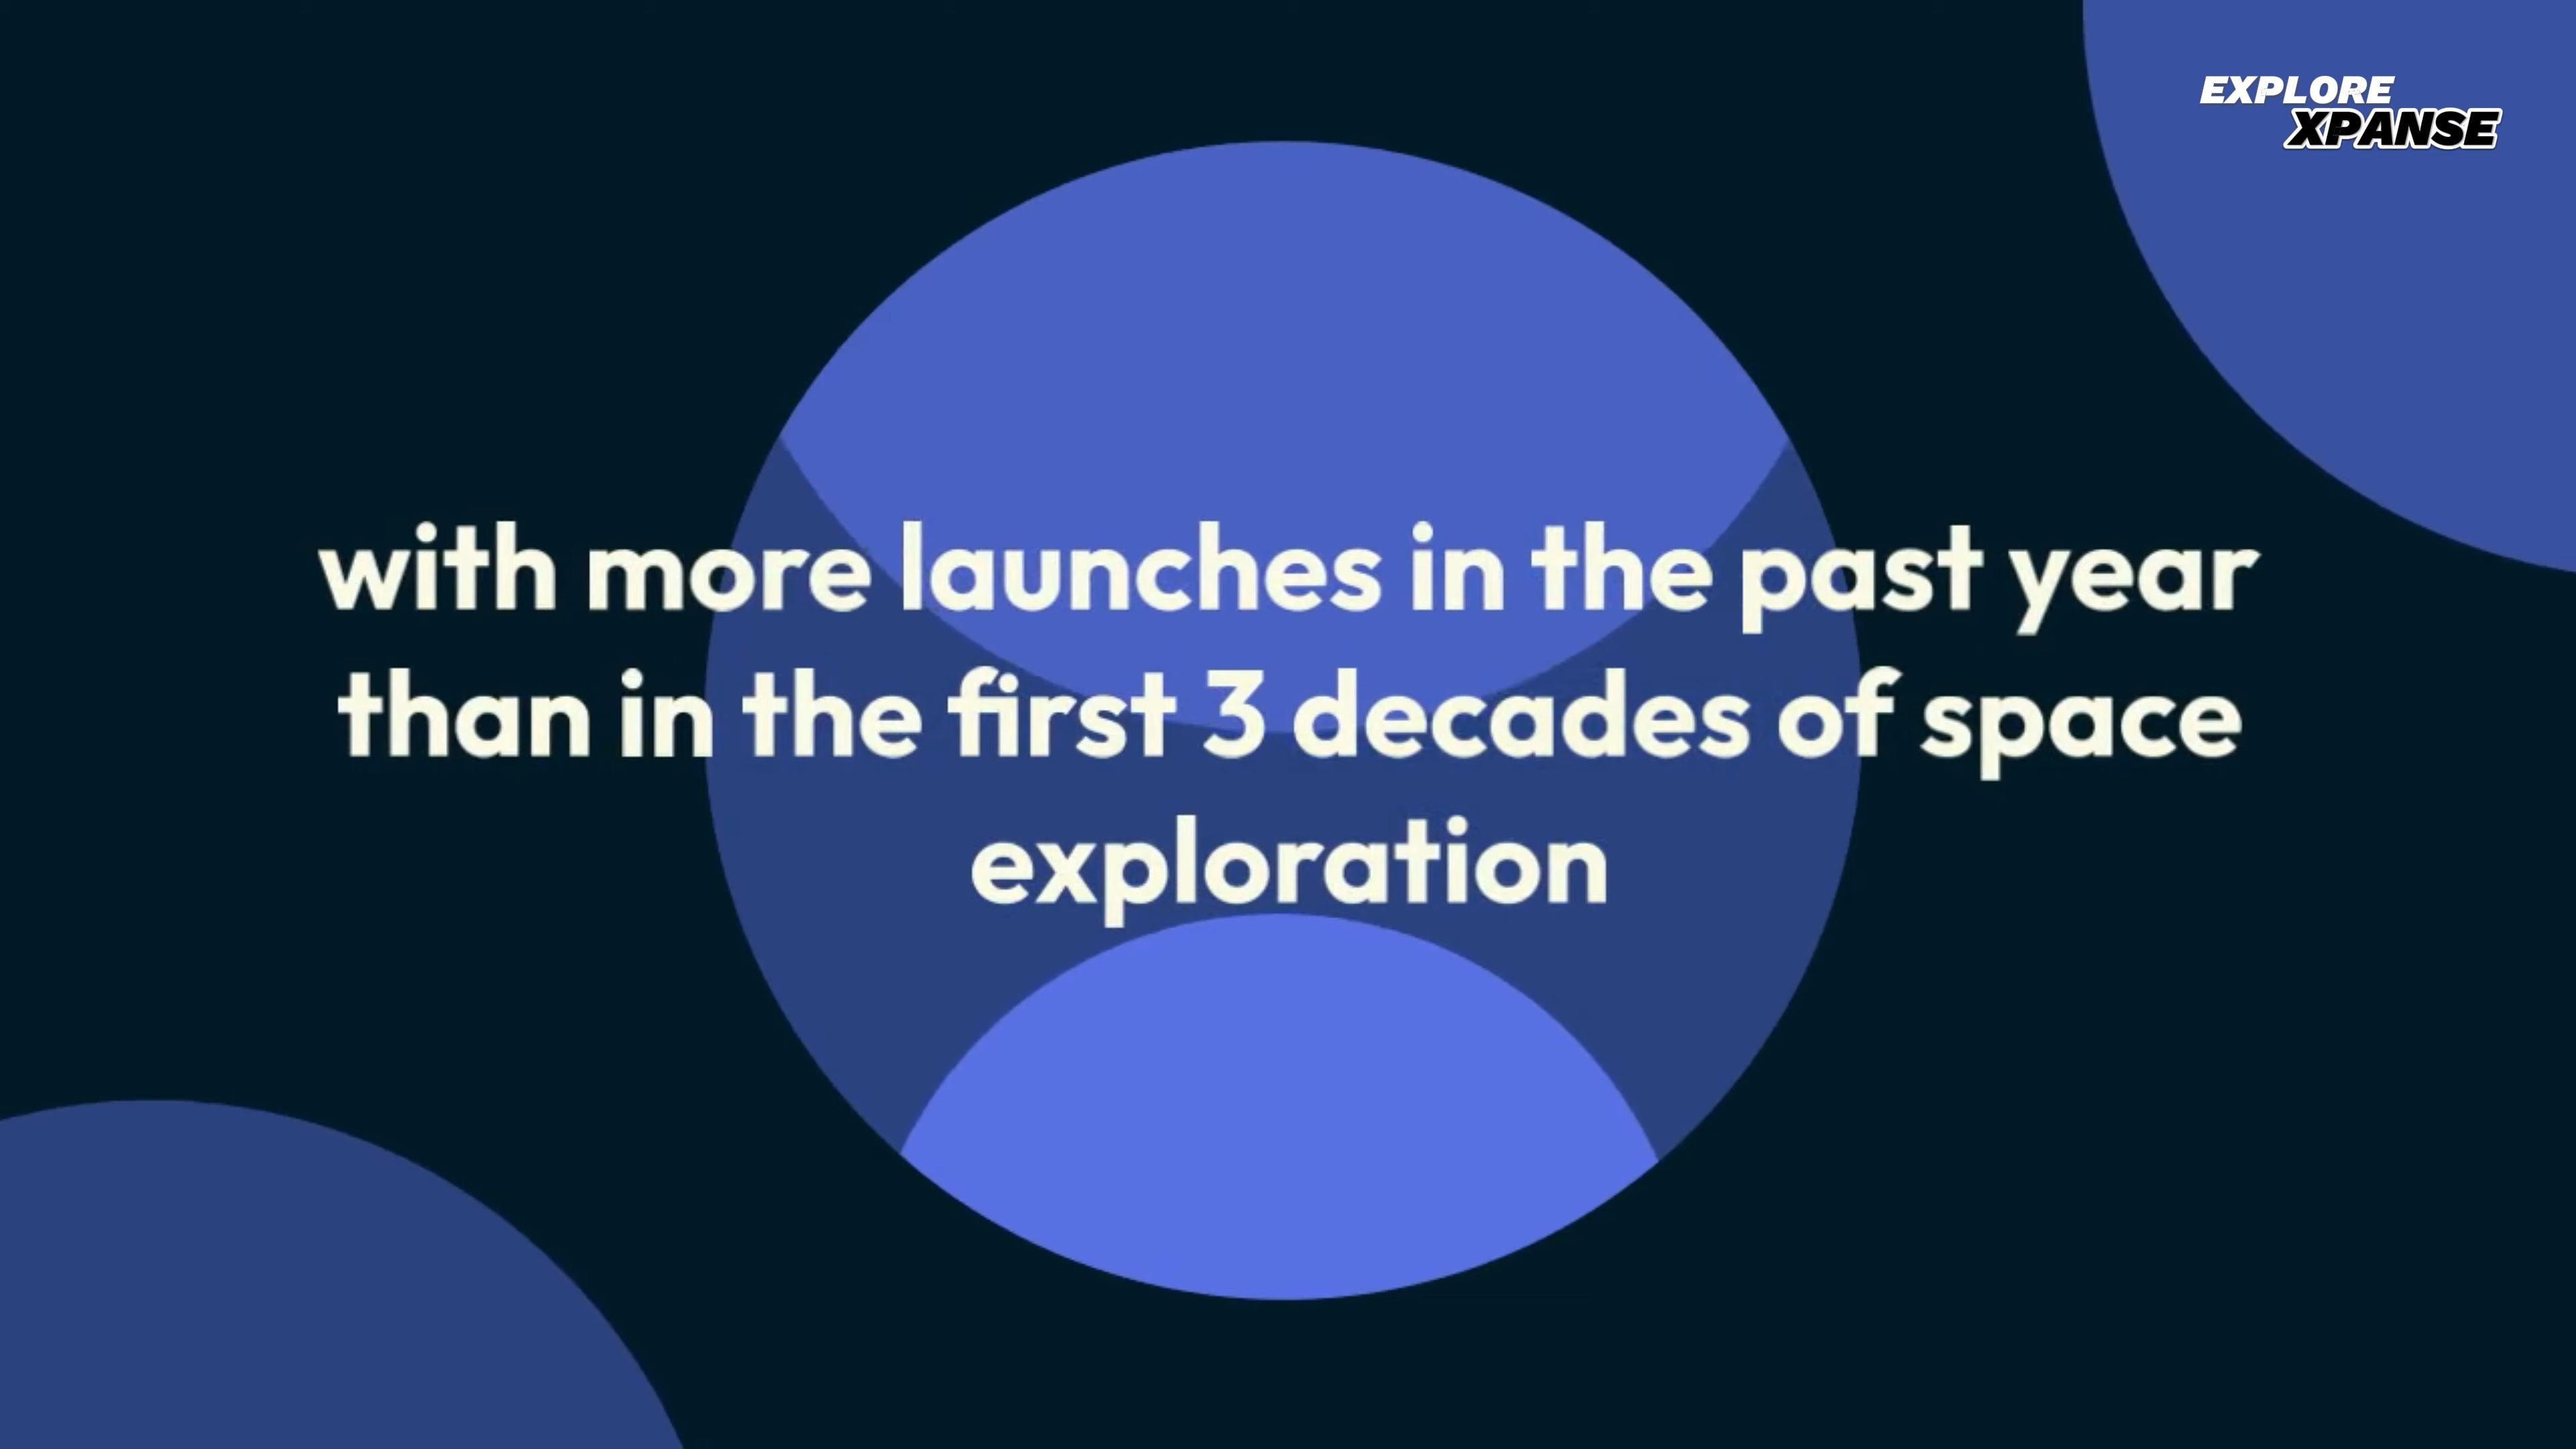 EXPLORE
XPANSE
with more launches in the past year
than in the first 3 decades of space
exploration